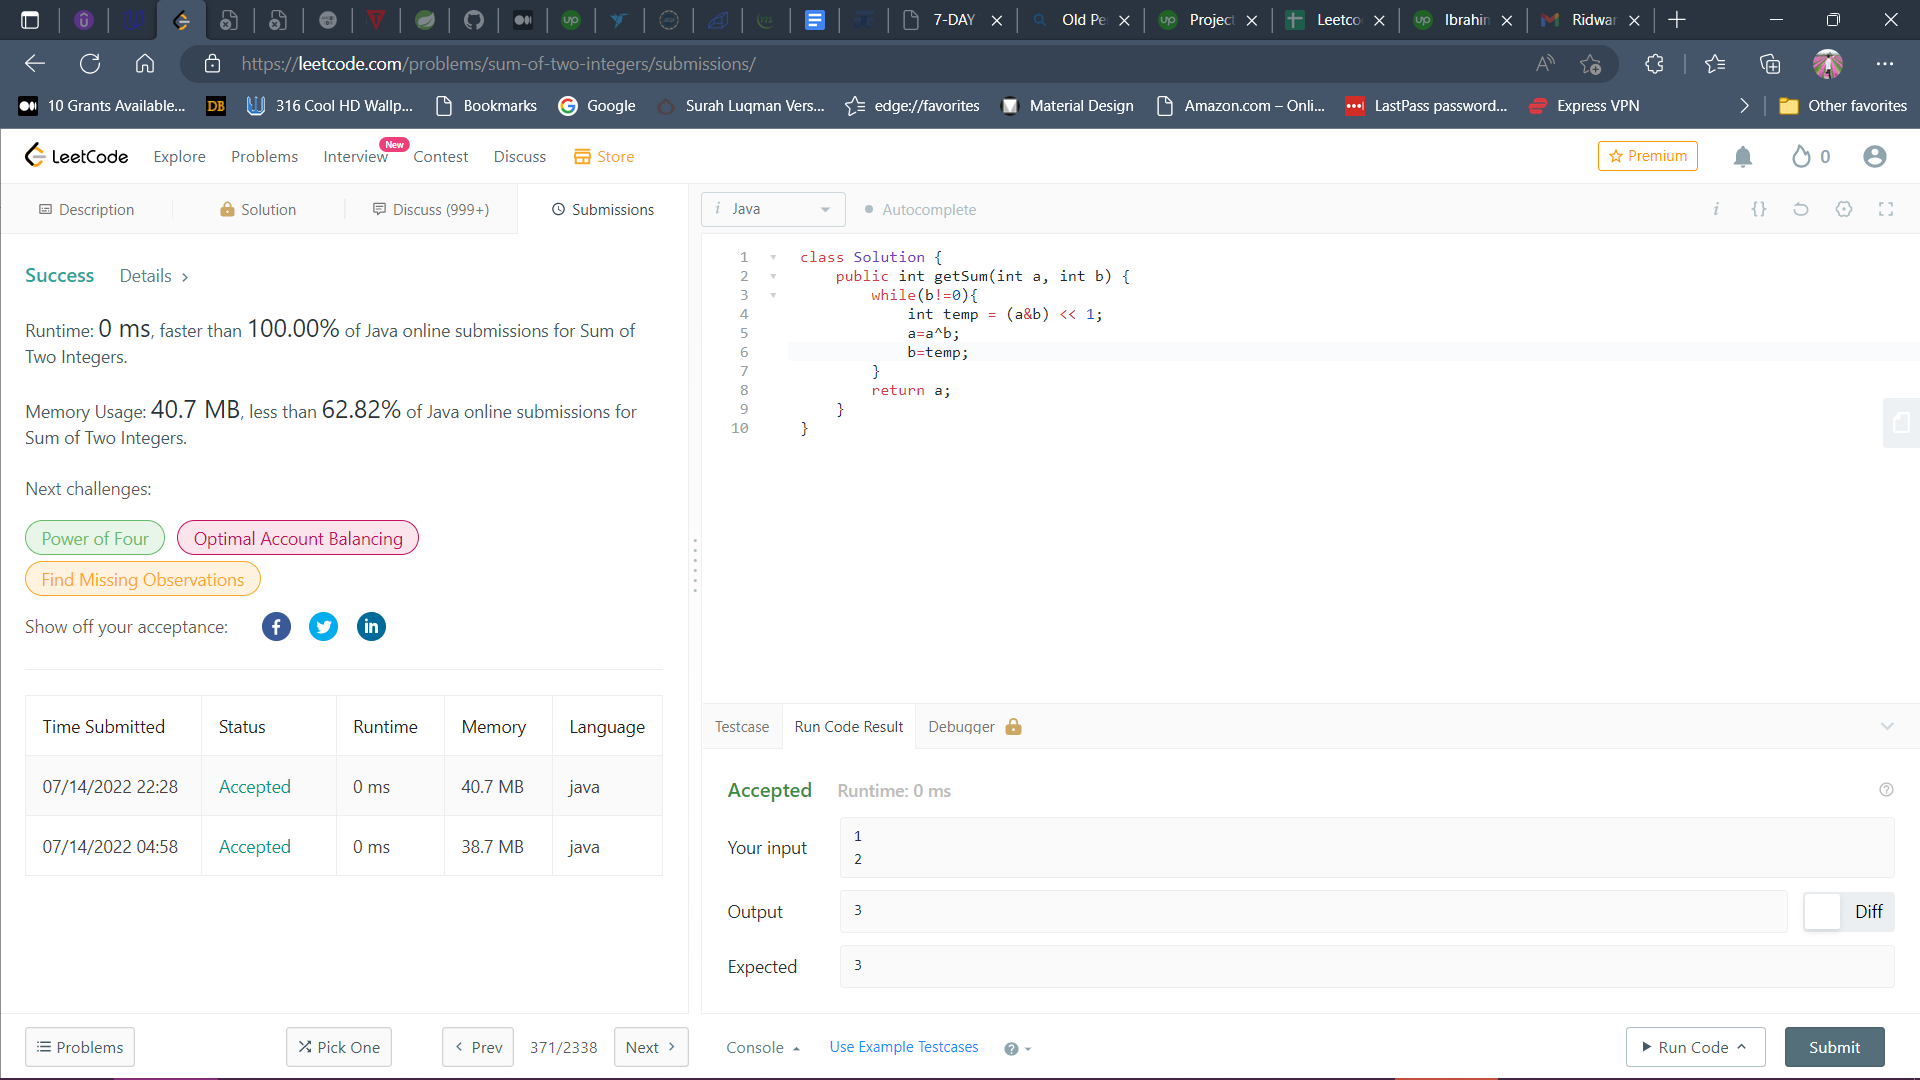 7-DAY
Old Pe
Project
Leetco
Ibrahin
Ridwar
https://leetcode.com/problems/sum-of-two-integers/submissions/
10 Grants Available...
DB
316 Cool HD Wallp...
Bookmarks
Google
Surah Luqman Vers...
edge://favorites
Material Design
Amazon.com – Onli...
LastPass password...
Express VPN
Other favorites
LeetCode
Explore
Problems
Interview
New
Contest
Discuss
Store
Premium
0
Description
Solution
Discuss (999+)
Submissions
Success Details >
Runtime: 0 ms, faster than 100.00% of Java online submissions for Sum of
Two Integers.
Memory Usage: 40.7 MB, less than 62.82% of Java online submissions for
Sum of Two Integers.
Next challenges:
Power of Four
Optimal Account Balancing
Find Missing Observations
Show off your acceptance:
Time Submitted Status Runtime Memory Language
07/14/2022 22:28 Accepted 0 ms 40.7 MB java
07/14/2022 04:58 Accepted 0 ms 38.7 MB java
Problems
Pick One
< Prev
371/2338
Next >
i Java
Autocomplete
i {}
1 class Solution {
2 public int getSum(int a, int b) {
3 while(b!=0){
4 int temp = (a&b) << 1;
5 a=a^b;
6 b=temp;
7 }
8 return a;
9 }
10 }
Testcase
Run Code Result
Debugger
Accepted Runtime: 0 ms
Your input
1
2
Output
3
Diff
Expected
3
Console
Use Example Testcases
Run Code
Submit